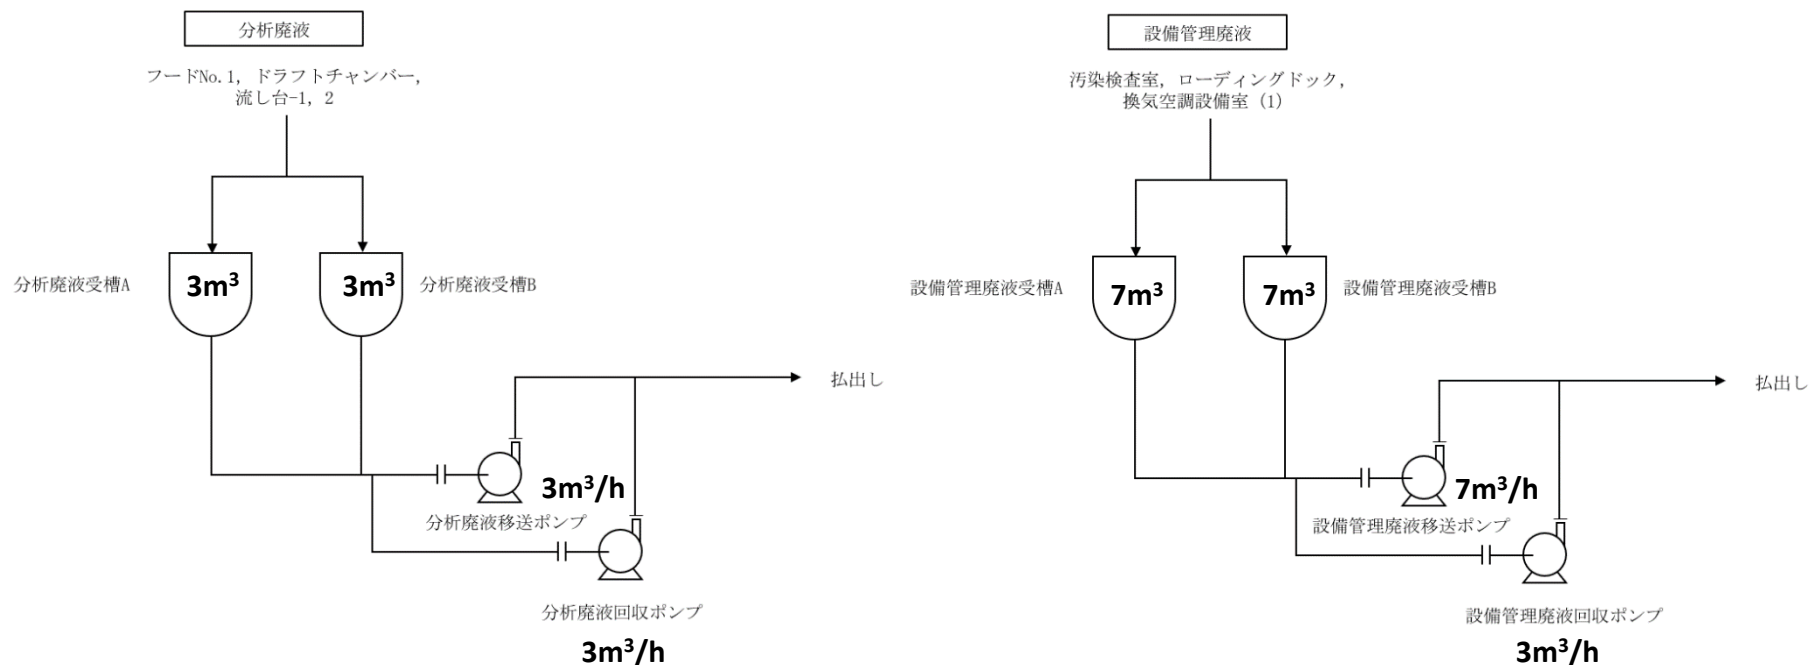 分析廃液
フードNo.1, ドラフトチャンバー,
流し台-1, 2
分析廃液受槽A
3m³
3m³
分析廃液受槽B
払出し
3m³/h
分析廃液移送ポンプ
分析廃液回収ポンプ
3m³/h
設備管理廃液
汚染検査室, ローディングドック,
換気空調設備室 (1)
設備管理廃液受槽A
7m³
7m³
設備管理廃液受槽B
払出し
7m³/h
設備管理廃液移送ポンプ
設備管理廃液回収ポンプ
3m³/h